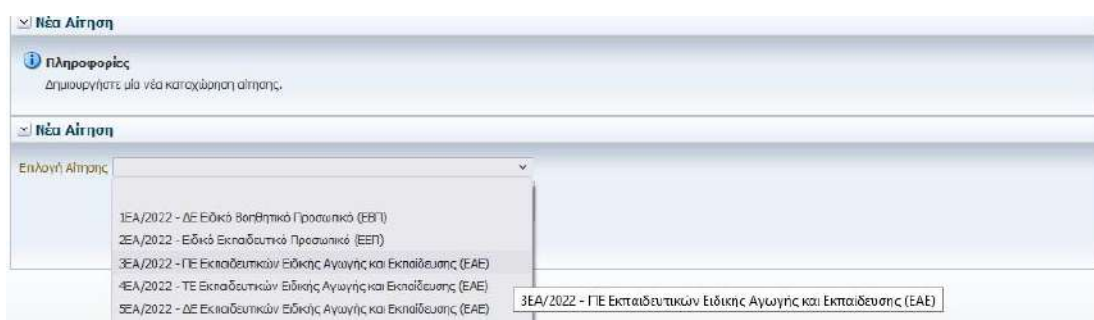 Νέα Αίτηση
Πληροφορίες
Δημιουργήστε μία νέα καταχώρηση αίτησης.
Νέα Αίτηση
Επιλογή Αίτησης
1ΕΑ/2022 - ΔΕ Ειδικό Βοηθητικό Προσωπικό (ΕΒΠ)
2ΕΑ/2022 - Ειδικό Εκπαιδευτικό Προσωπικό (ΕΕΠ)
3ΕΑ/2022 - ΠΕ Εκπαιδευτικών Ειδικής Αγωγής και Εκπαίδευσης (ΕΑΕ)
4ΕΑ/2022 - ΤΕ Εκπαιδευτικών Ειδικής Αγωγής και Εκπαίδευσης (ΕΑΕ)
3ΕΑ/2022 - ΠΕ Εκπαιδευτικών Ειδικής Αγωγής και Εκπαίδευσης (ΕΑΕ)
5ΕΑ/2022 - ΔΕ Εκπαιδευτικών Ειδικής Αγωγής και Εκπαίδευσης (ΕΑΕ)